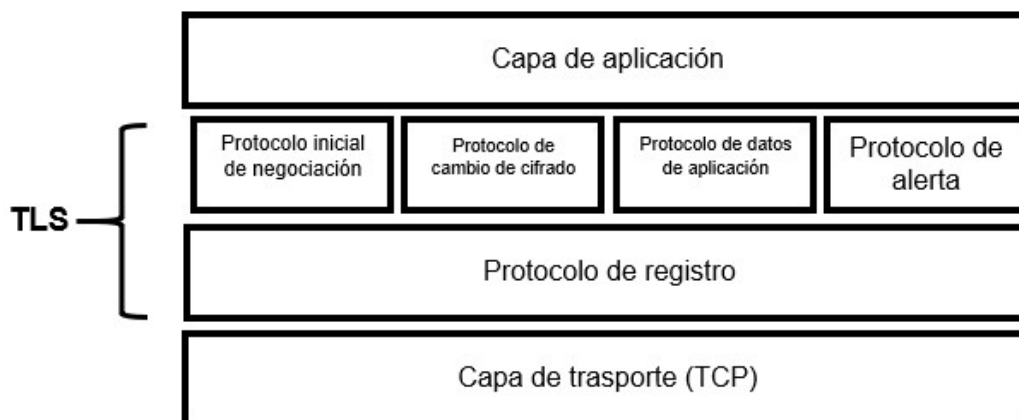 Capa de aplicación
Protocolo inicial
de negociación
Protocolo de
cambio de cifrado
Protocolo de datos
de aplicación
Protocolo de
alerta
TLS
Protocolo de registro
Capa de trasporte (TCP)